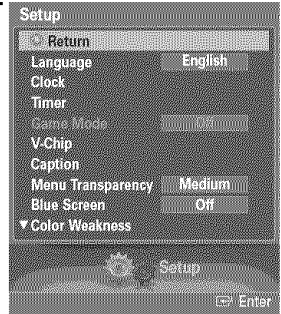 Setup
Return
Language English
Clock
Timer
Game Mode Off
V-Chip
Caption
Menu Transparency Medium
Blue Screen Off
▼ Color Weakness
Setup
Enter